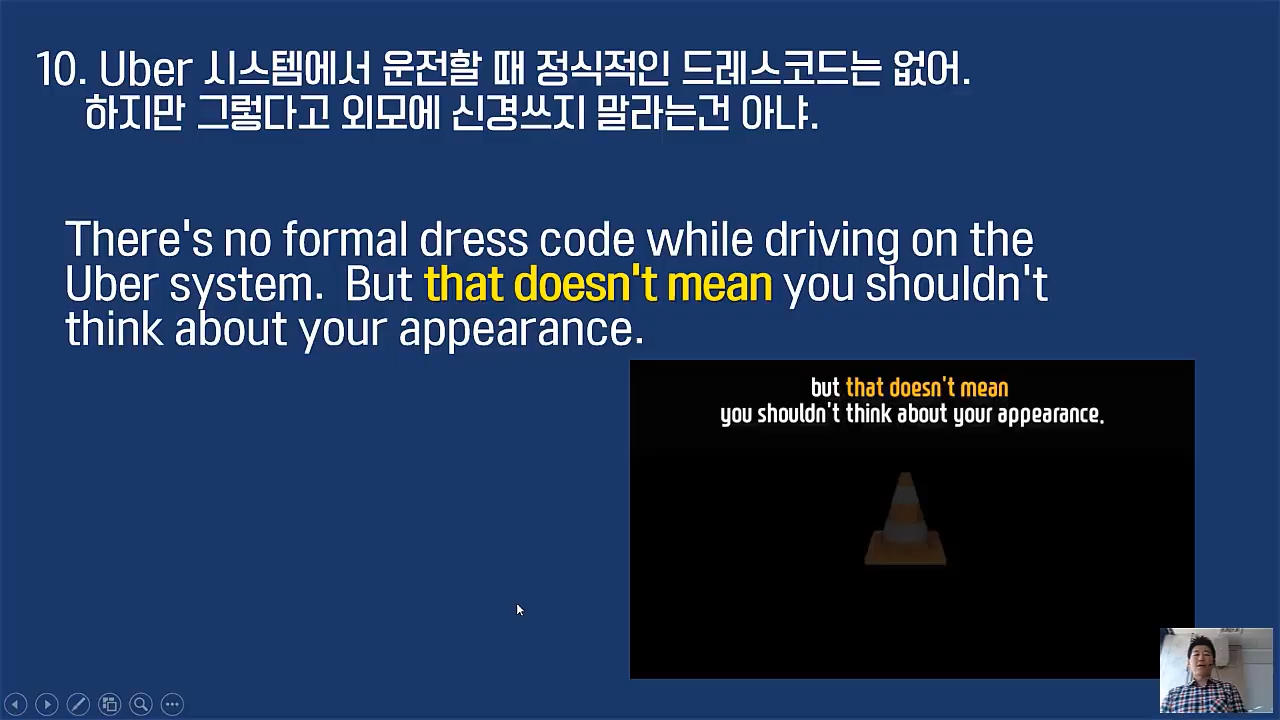 10. Uber 시스템에서 운전할 때 정식적인 드레스코드는 없어.
하지만 그렇다고 외모에 신경쓰지 말라는건 아냐.
There's no formal dress code while driving on the
Uber system. But that doesn't mean you shouldn't
think about your appearance.
but that doesn't mean
you shouldn't think about your appearance.